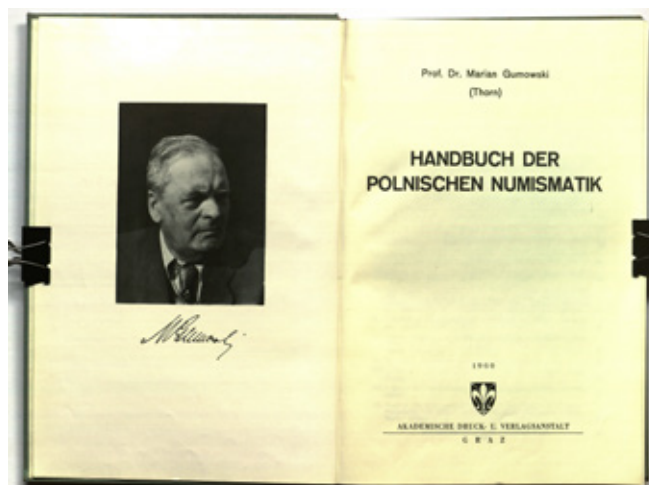 Prof. Dr. Marian Gumowski
(Thorn)
HANDBUCH DER
POLNISCHEN NUMISMATIK
1960
AKADEMISCHE DRUCK- U. VERLAGSANSTALT
GRAZ